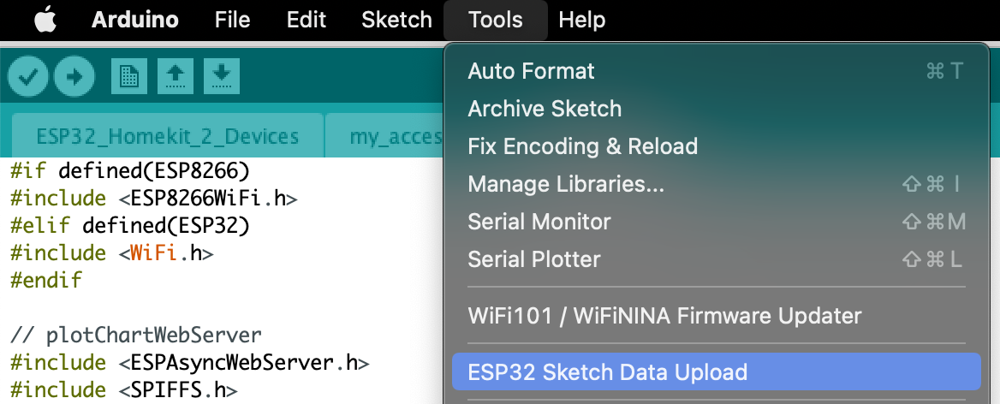 Arduino File Edit Sketch Tools Help
ESP32_Homekit_2_Devices my_acces
#if defined(ESP8266)
#include <ESP8266WiFi.h>
#elif defined(ESP32)
#include <WiFi.h>
#endif
// plotChartWebServer
#include <ESPAsyncWebServer.h>
#include <SPIFFS.h>
Auto Format ⌘ T
Archive Sketch
Fix Encoding & Reload
Manage Libraries... ⇧ ⌘ I
Serial Monitor ⇧ ⌘ M
Serial Plotter ⇧ ⌘ L
WiFi101 / WiFiNINA Firmware Updater
ESP32 Sketch Data Upload